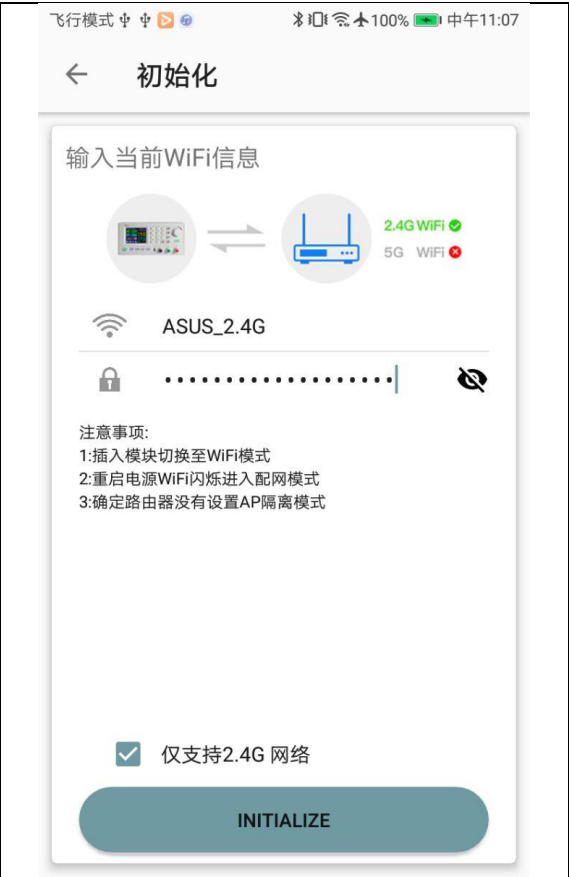 飞行模式 100% 中午11:07
初始化
输入当前WiFi信息
2.4G WiFi
5G WiFi
ASUS_2.4G
注意事项:
1:插入模块切换至WiFi模式
2:重启电源WiFi闪烁进入配网模式
3:确定路由器没有设置AP隔离模式
仅支持2.4G 网络
INITIALIZE